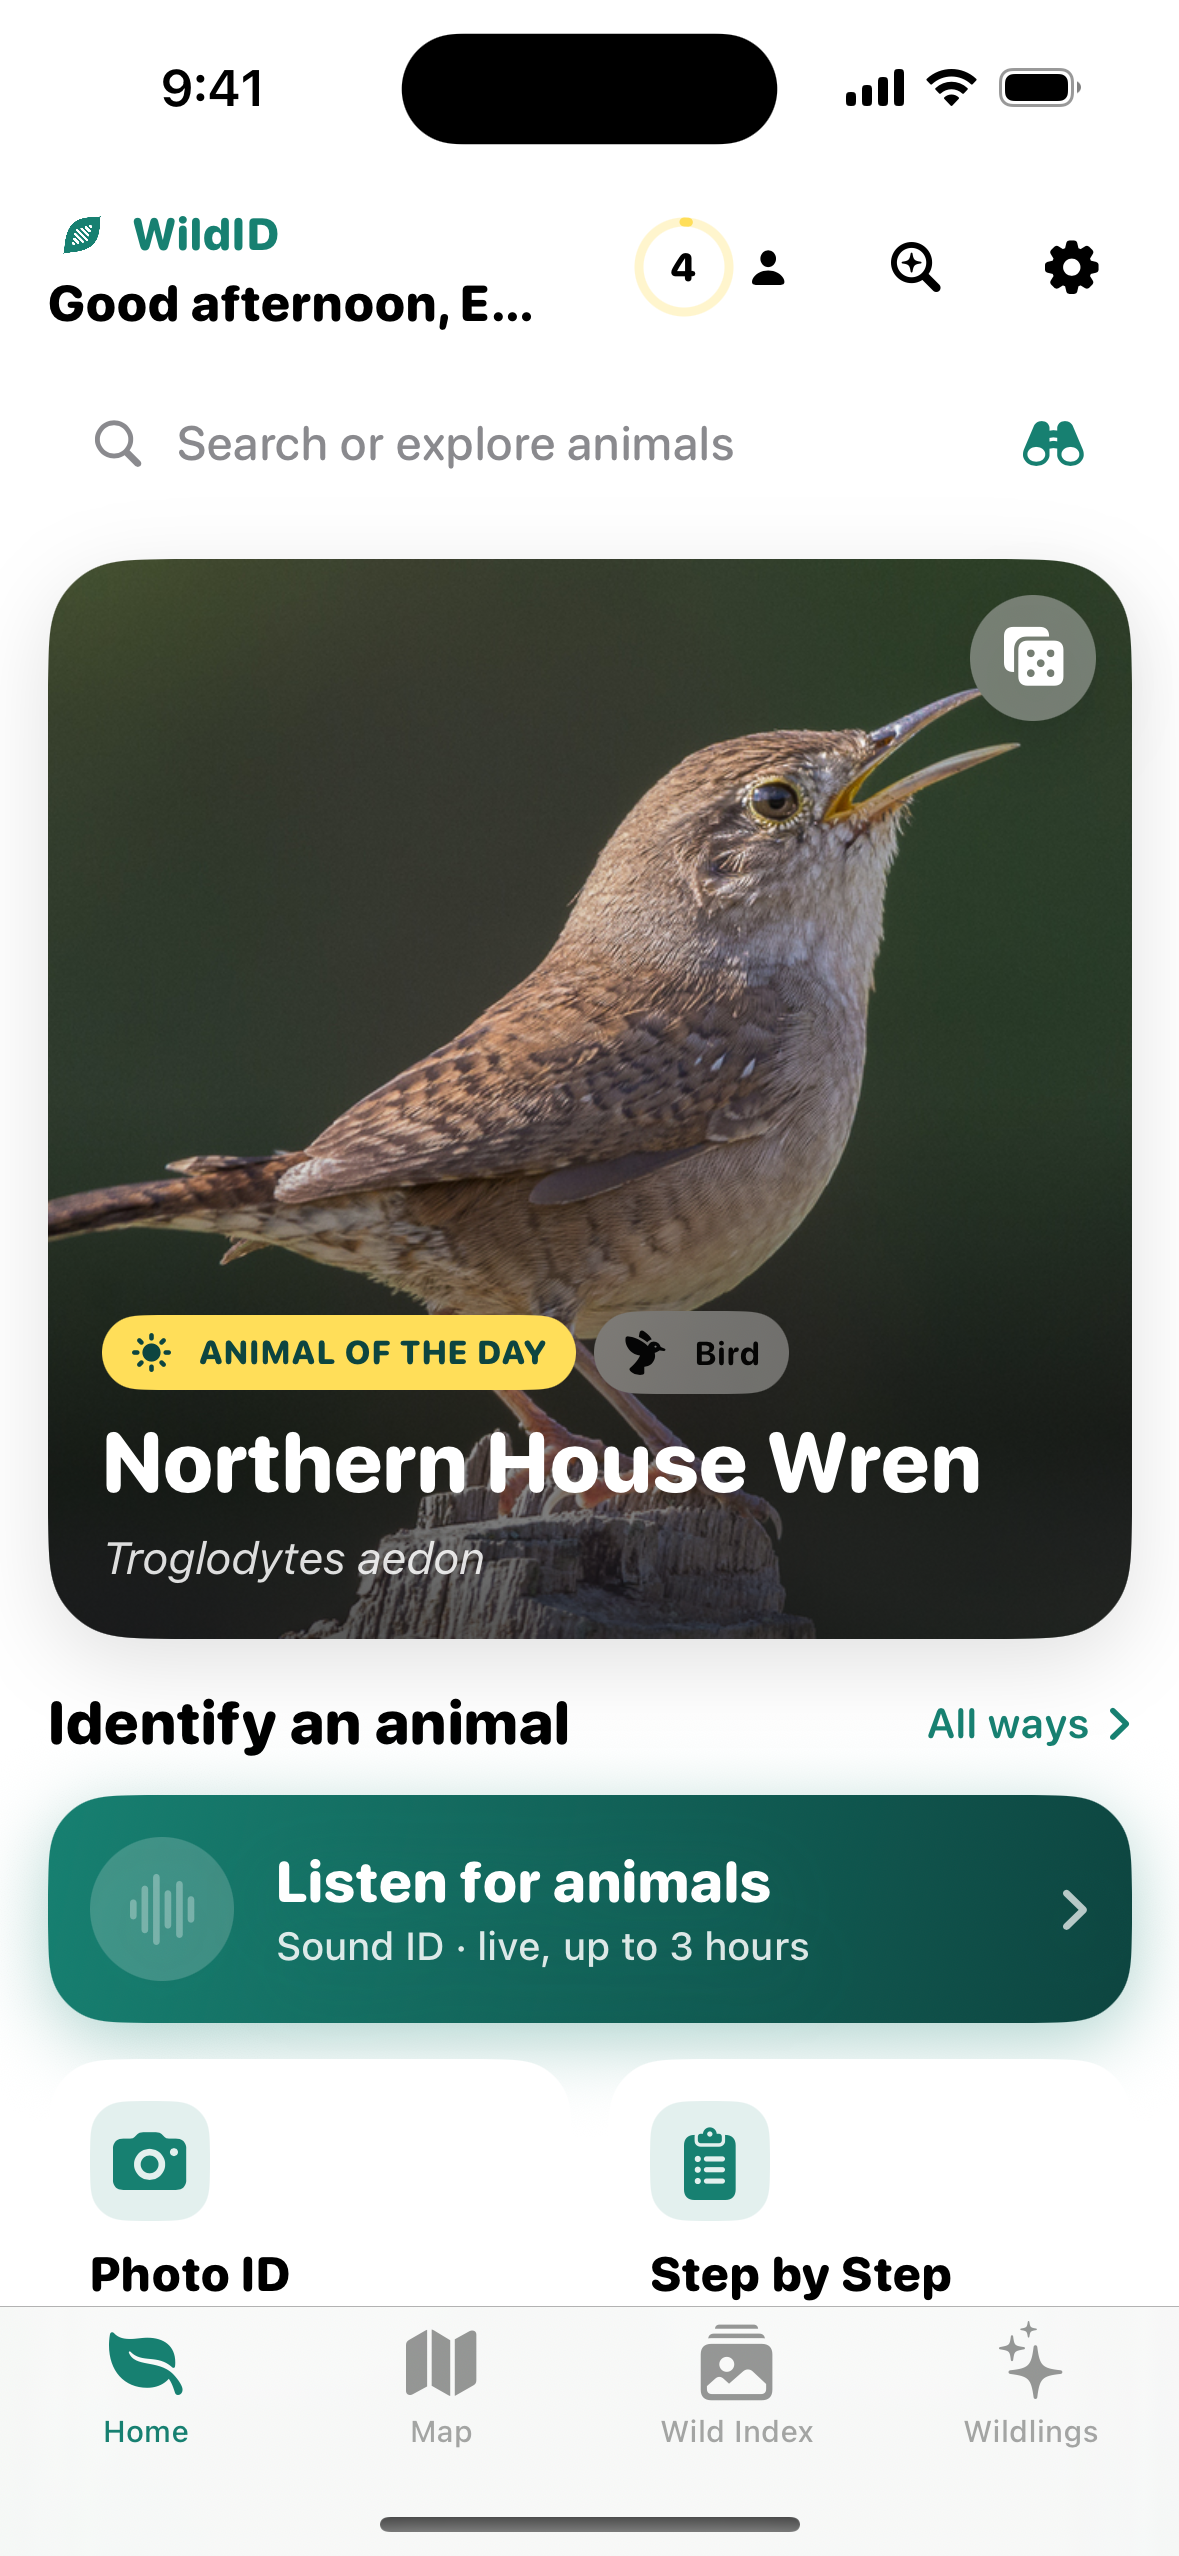 9:41
WildID
Good afternoon, E...
4
Search or explore animals
ANIMAL OF THE DAY
Bird
Northern House Wren
Troglodytes aedon
Identify an animal
All ways
Listen for animals
Sound ID · live, up to 3 hours
Photo ID
Step by Step
Home
Map
Wild Index
Wildlings